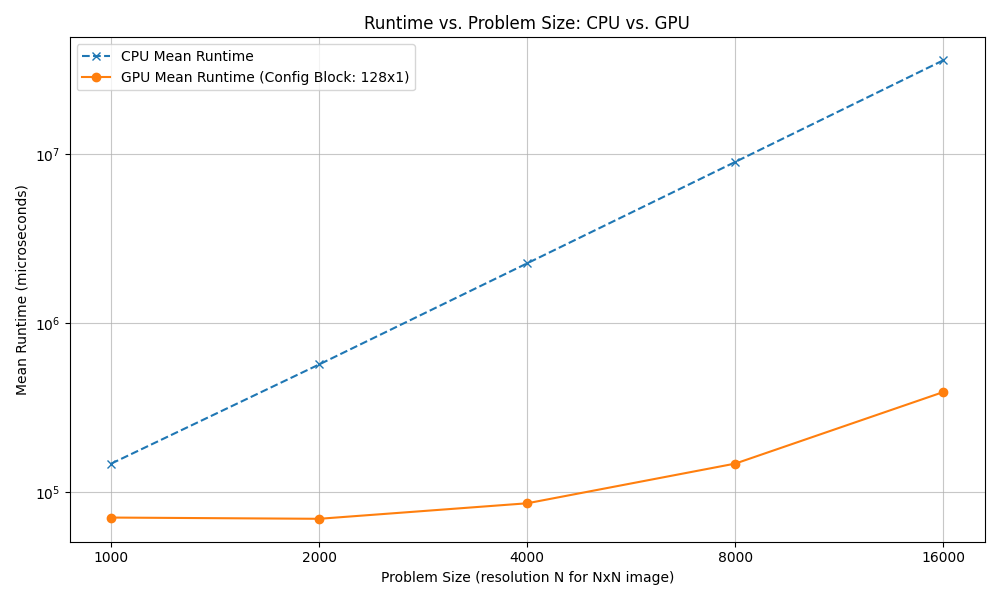 Runtime vs. Problem Size: CPU vs. GPU
CPU Mean Runtime
GPU Mean Runtime (Config Block: 128x1)
Mean Runtime (microseconds)
10⁷
10⁶
10⁵
1000 2000 4000 8000 16000
Problem Size (resolution N for NxN image)